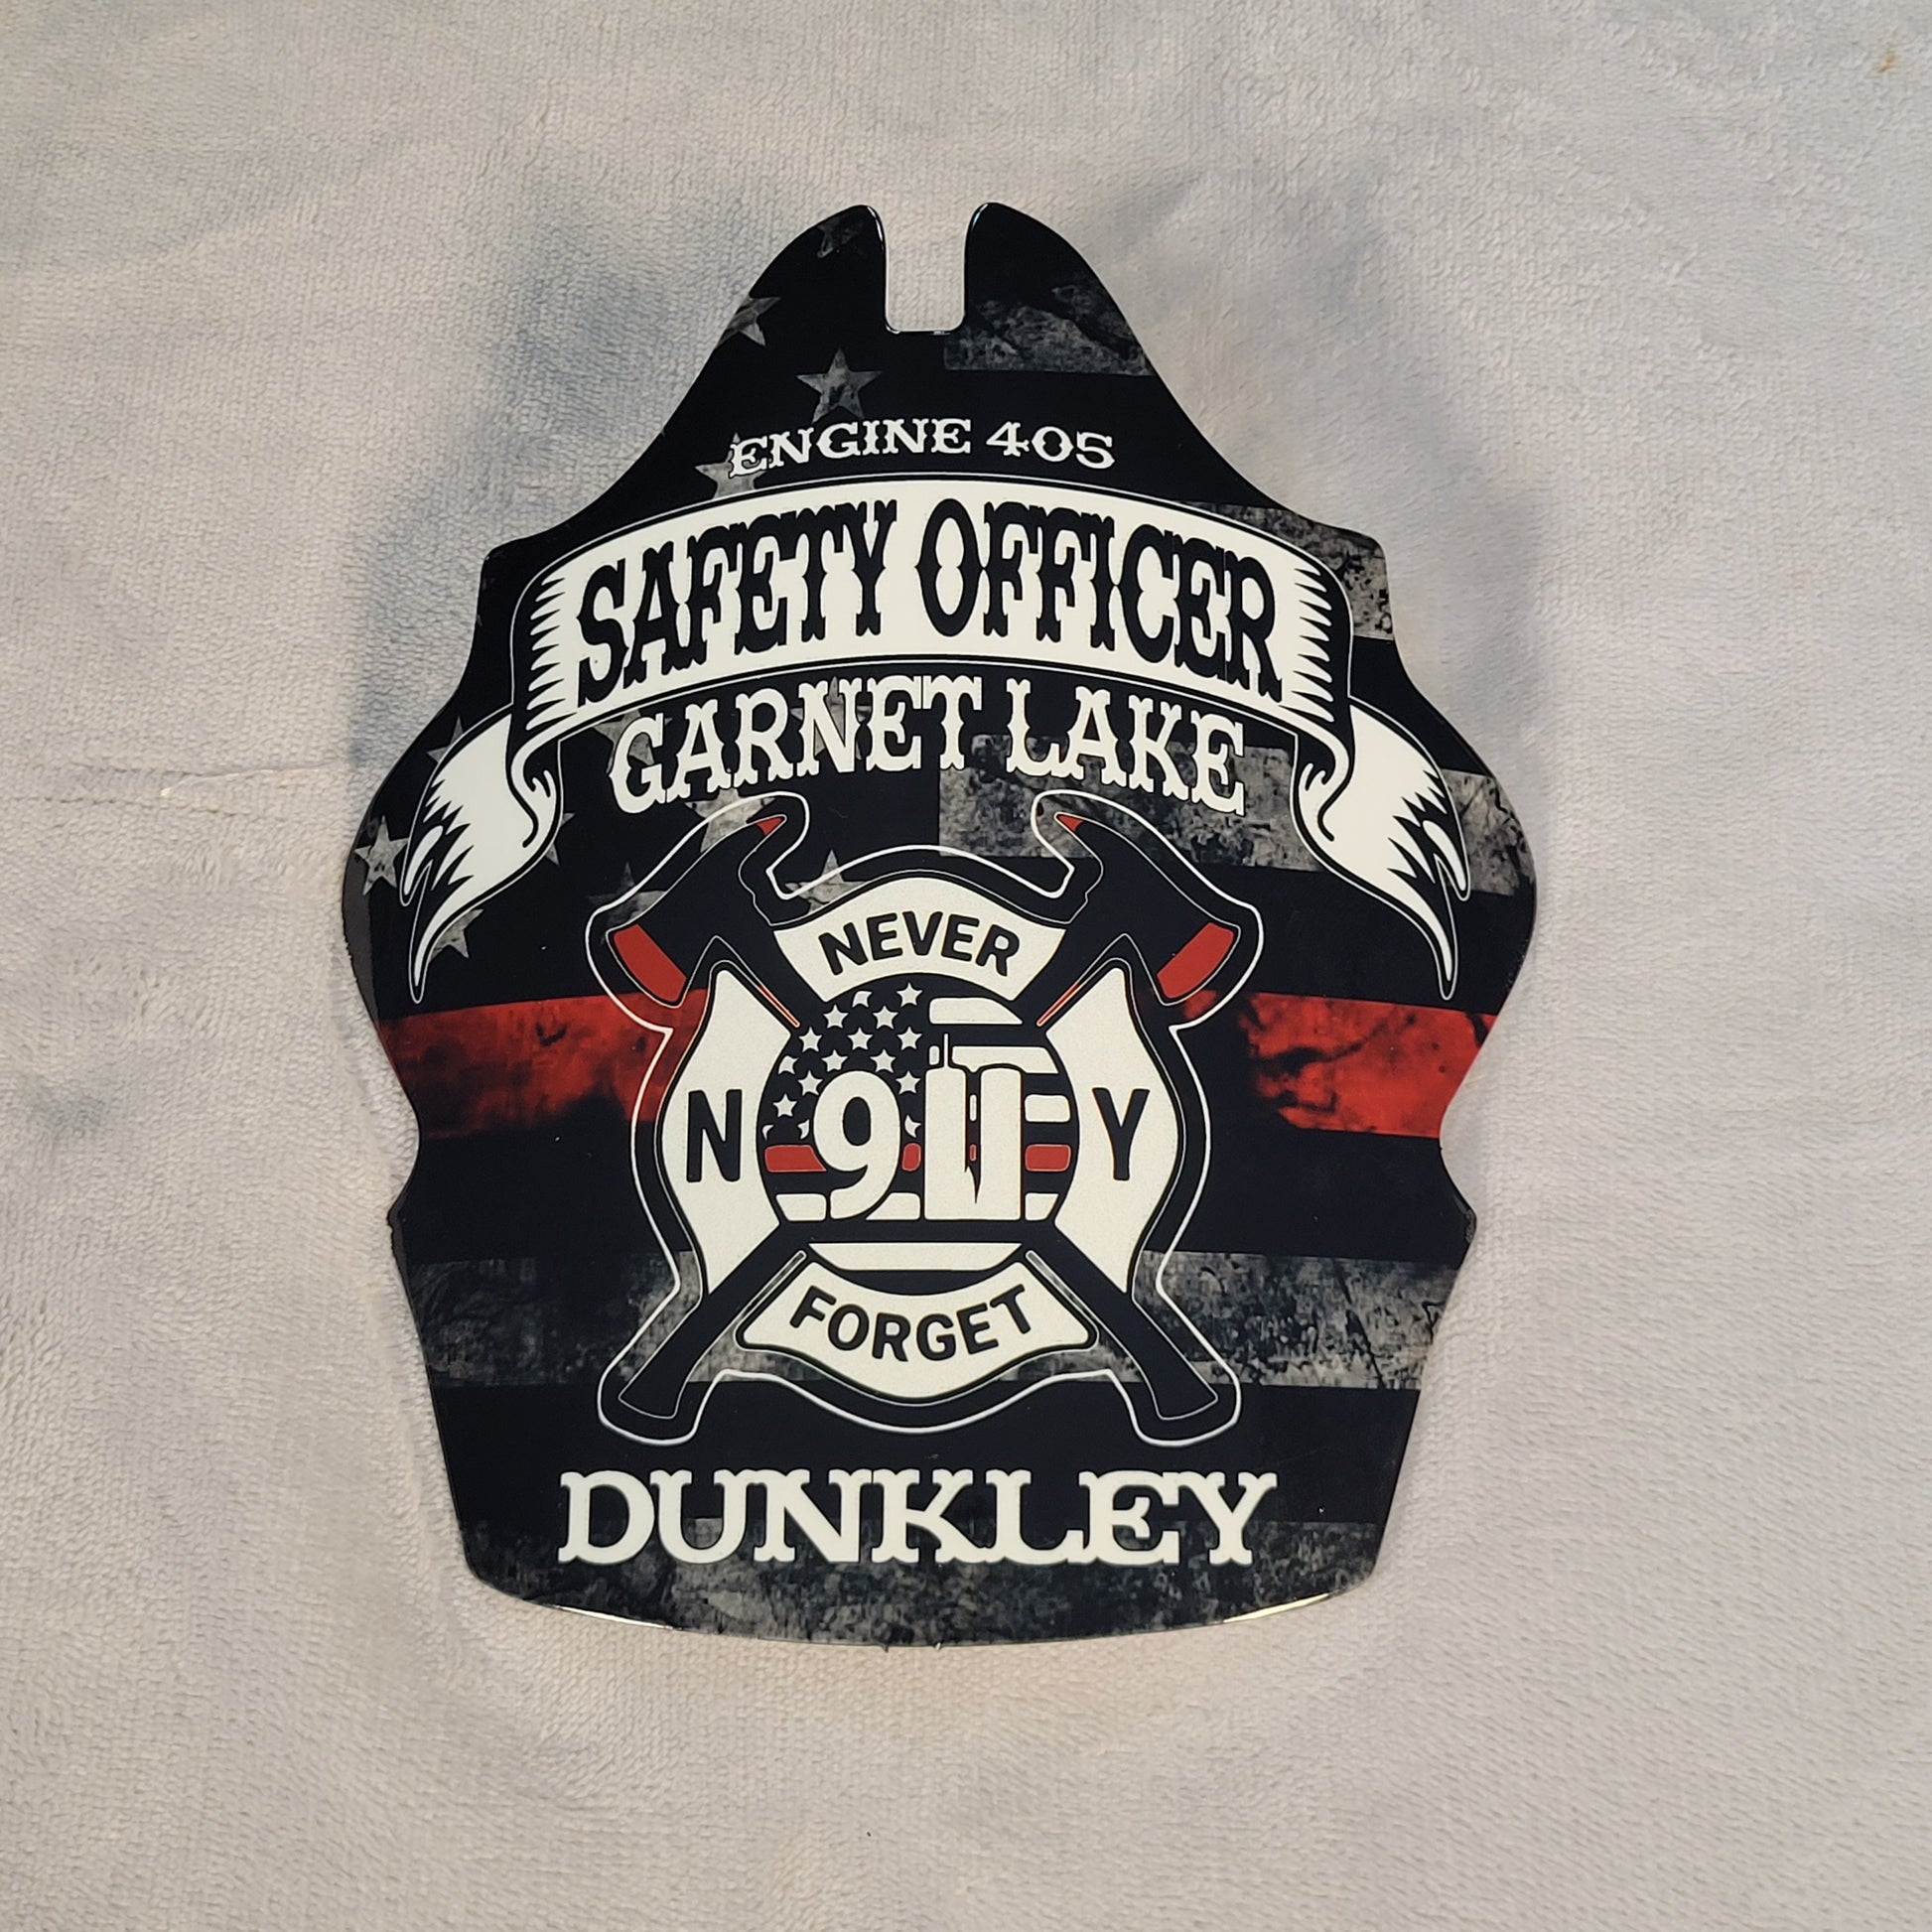 ENGINE 405
SAFETY OFFICER
GARNET LAKE
NEVER
N 911 Y
FORGET
DUNKLEY